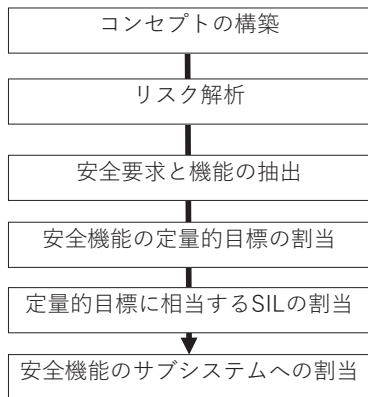 コンセプトの構築
リスク解析
安全要求と機能の抽出
安全機能の定量的目標の割当
定量的目標に相当するSILの割当
安全機能のサブシステムへの割当